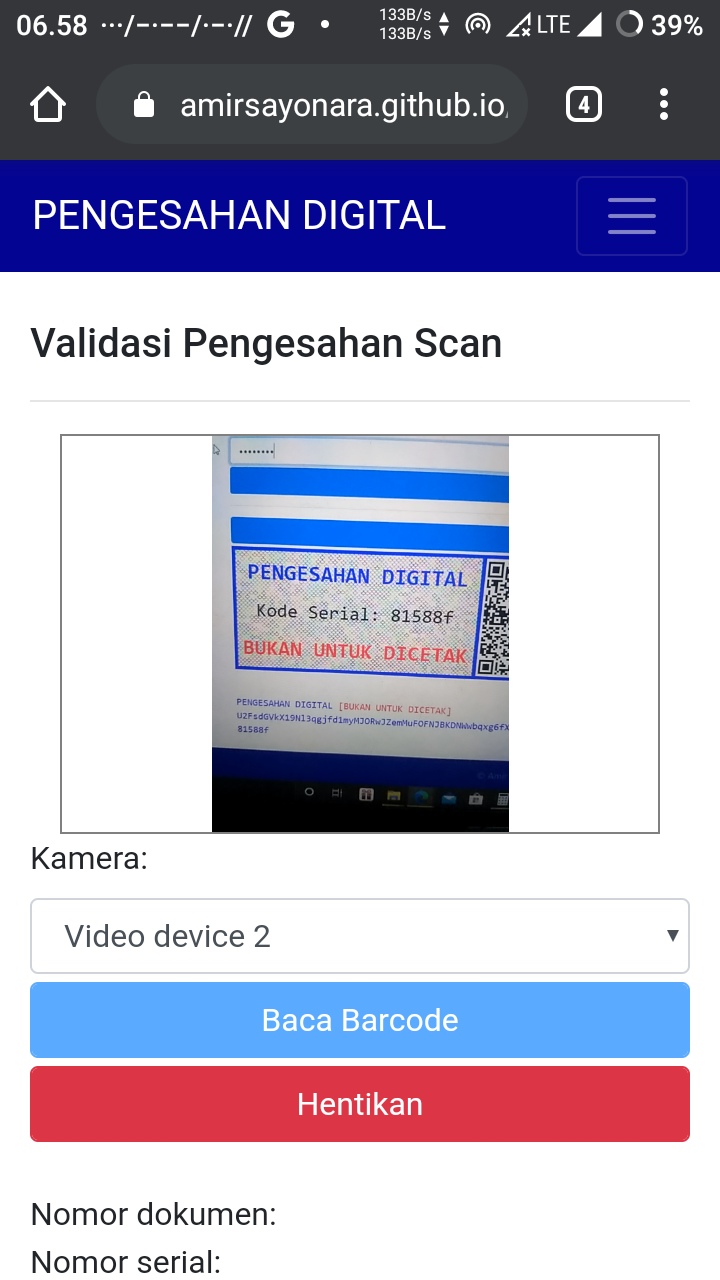 06.58 ···/−·−−/·−·// G • 133B/s LTE 39%
133B/s
amirsayonara.github.io
4
PENGESAHAN DIGITAL
Validasi Pengesahan Scan
••••••••
PENGESAHAN DIGITAL
Kode Serial: 81588f
BUKAN UNTUK DICETAK
PENGESAHAN DIGITAL [BUKAN UNTUK DICETAK]
81588f
Kamera:
Video device 2
Baca Barcode
Hentikan
Nomor dokumen:
Nomor serial: